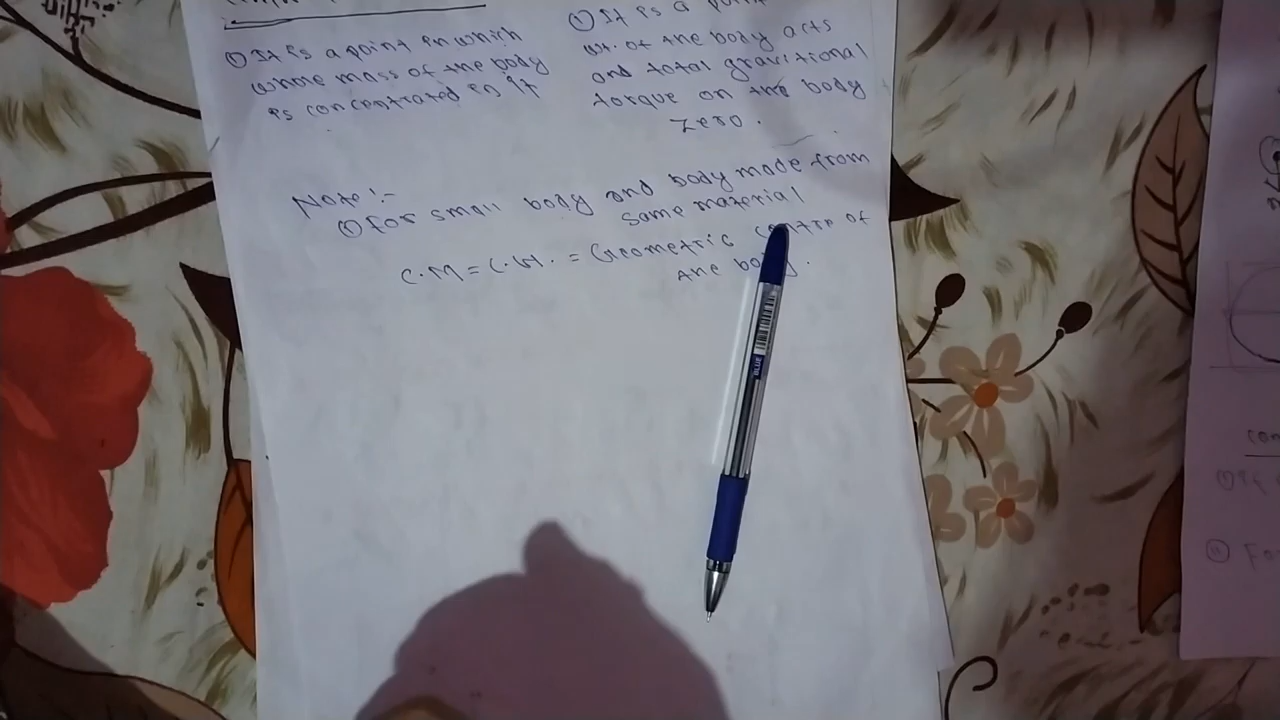 ① It is a point in which
whole mass of the body
is concentrated in it
① It is a point
wt. of the body acts
and total gravitional
torque on the body
zero.
Note :-
① for small body and body made from
same material
C.M = C.G. = Geometric centre of
the body.
BLUE